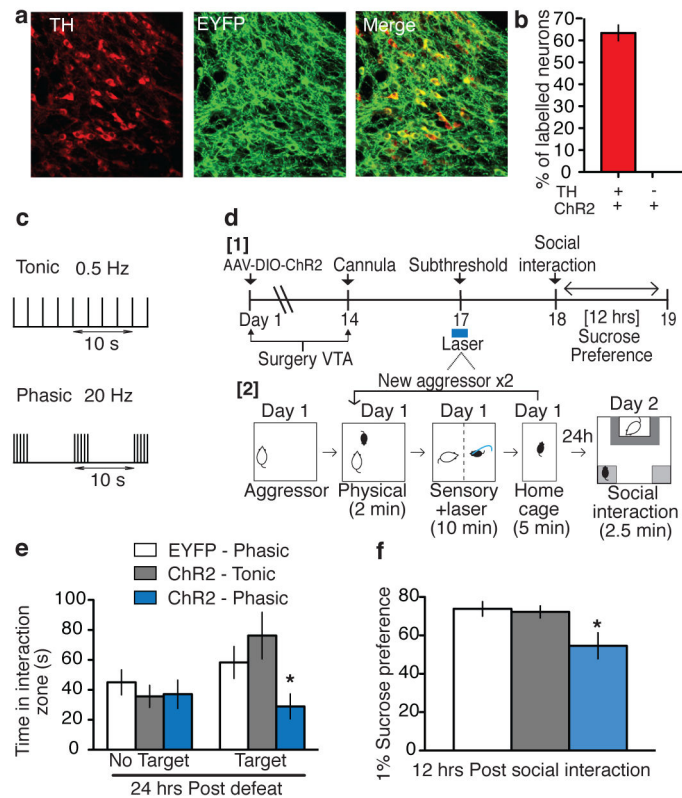 a
TH
EYFP
Merge
b
% of labelled neurons
70
60
50
40
30
20
10
0
TH + -
ChR2 + +
c
Tonic 0.5 Hz
10 s
Phasic 20 Hz
10 s
d
[1]
AAV-DIO-ChR2
Cannula
Subthreshold
Social
interaction
Day 1
14
17
18
19
Surgery VTA
Laser
[12 hrs]
Sucrose
Preference
[2]
New aggressor x2
Day 1
Day 1
Day 1
Day 1
24h
Day 2
Aggressor
Physical
(2 min)
Sensory
+laser
(10 min)
Home
cage
(5 min)
Social
interaction
(2.5 min)
e
EYFP - Phasic
ChR2 - Tonic
ChR2 - Phasic
Time in interaction
zone (s)
100
80
60
40
20
0
*
No Target
Target
24 hrs Post defeat
f
1% Sucrose preference
80
60
40
20
0
*
12 hrs Post social interaction